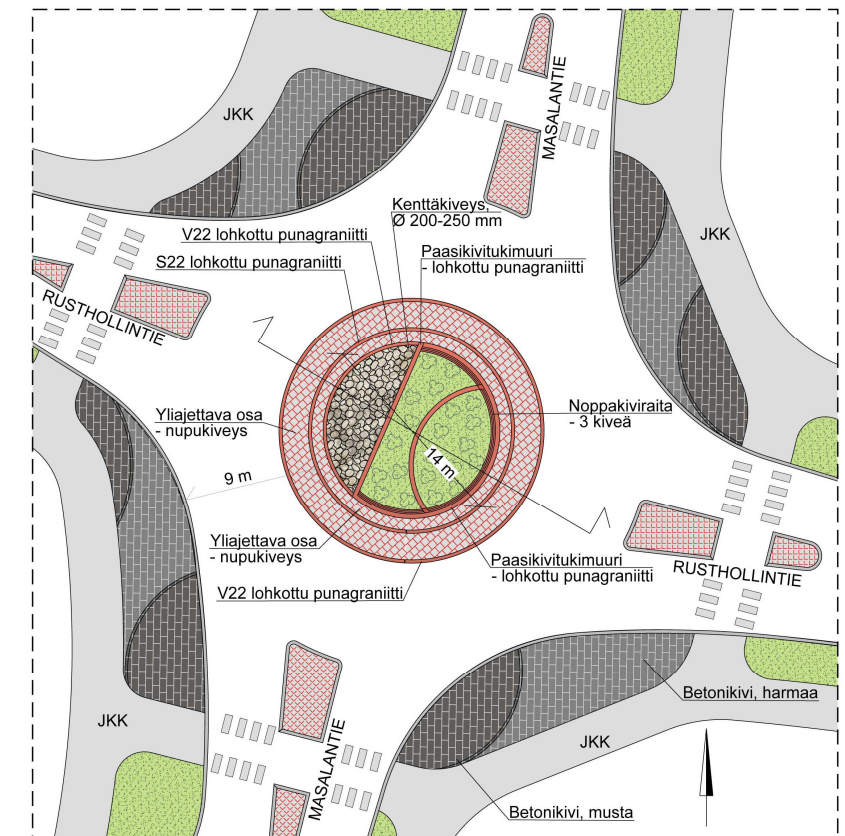 MASALANTIE
JKK
Kenttäkiveys,
Ø 200-250 mm
V22 lohkottu punagraniitti
S22 lohkottu punagraniitti
Paasikivitukimuuri
- lohkottu punagraniitti
JKK
RUSTHOLLINTIE
Yliajettava osa
- nupukiveys
Noppakiviraita
- 3 kiveä
14 m
9 m
Yliajettava osa
- nupukiveys
Paasikivitukimuuri
- lohkottu punagraniitti
V22 lohkottu punagraniitti
RUSTHOLLINTIE
Betonikivi, harmaa
JKK
JKK
MASALANTIE
Betonikivi, musta